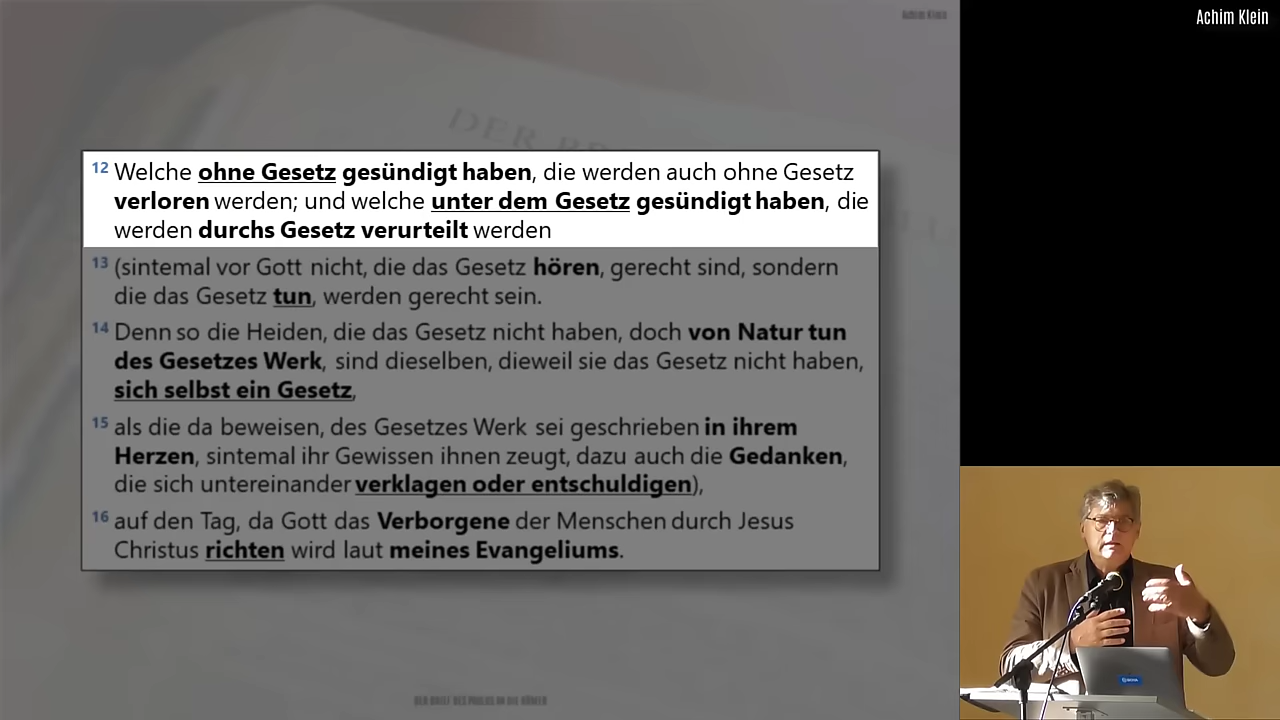 Achim Klein
Achim Klein
DER BR
12 Welche ohne Gesetz gesündigt haben, die werden auch ohne Gesetz
verloren werden; und welche unter dem Gesetz gesündigt haben, die
werden durchs Gesetz verurteilt werden
13 (sintemal vor Gott nicht, die das Gesetz hören, gerecht sind, sondern
die das Gesetz tun, werden gerecht sein.
14 Denn so die Heiden, die das Gesetz nicht haben, doch von Natur tun
des Gesetzes Werk, sind dieselben, dieweil sie das Gesetz nicht haben,
sich selbst ein Gesetz,
15 als die da beweisen, des Gesetzes Werk sei geschrieben in ihrem
Herzen, sintemal ihr Gewissen ihnen zeugt, dazu auch die Gedanken,
die sich untereinander verklagen oder entschuldigen),
16 auf den Tag, da Gott das Verborgene der Menschen durch Jesus
Christus richten wird laut meines Evangeliums.
DER BRIEF DES PAULUS AN DIE RÖMER